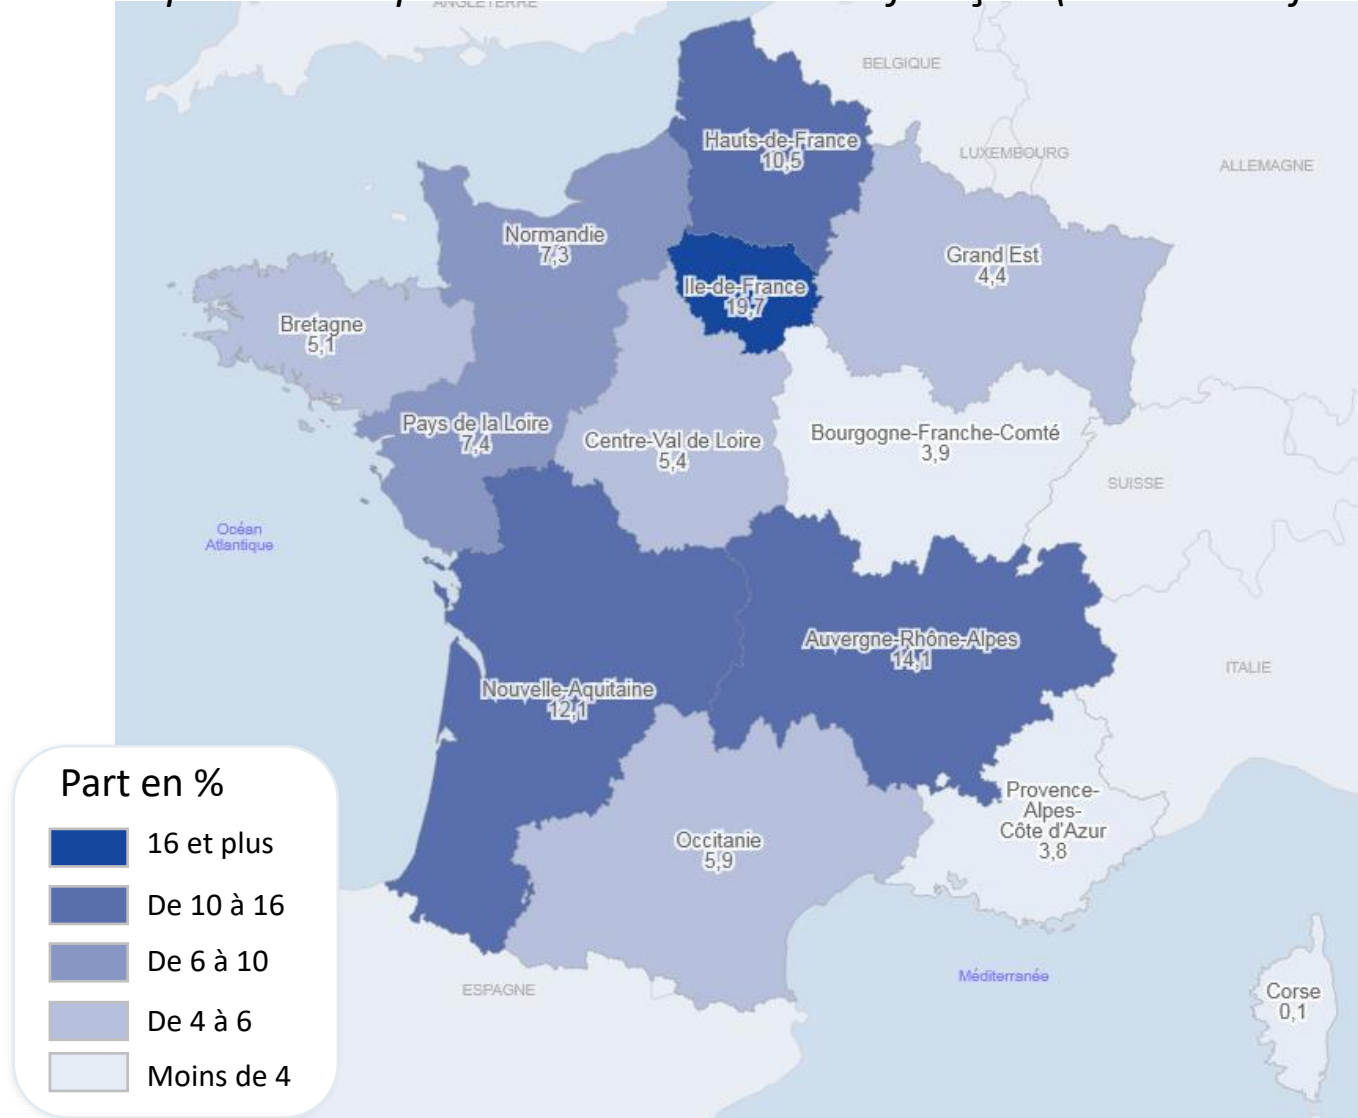 ANGLETERRE
BELGIQUE
Hauts-de-France
10,5
LUXEMBOURG
ALLEMAGNE
Normandie
7,3
Grand Est
4,4
Ile-de-France
19,7
Bretagne
5,1
Pays de la Loire
7,4
Centre-Val de Loire
5,4
Bourgogne-Franche-Comté
3,9
SUISSE
Océan
Atlantique
Auvergne-Rhône-Alpes
14,1
ITALIE
Nouvelle-Aquitaine
12,1
Provence-
Alpes-
Côte d'Azur
3,8
Occitanie
5,9
ESPAGNE
Méditerranée
Corse
0,1
Part en %
16 et plus
De 10 à 16
De 6 à 10
De 4 à 6
Moins de 4